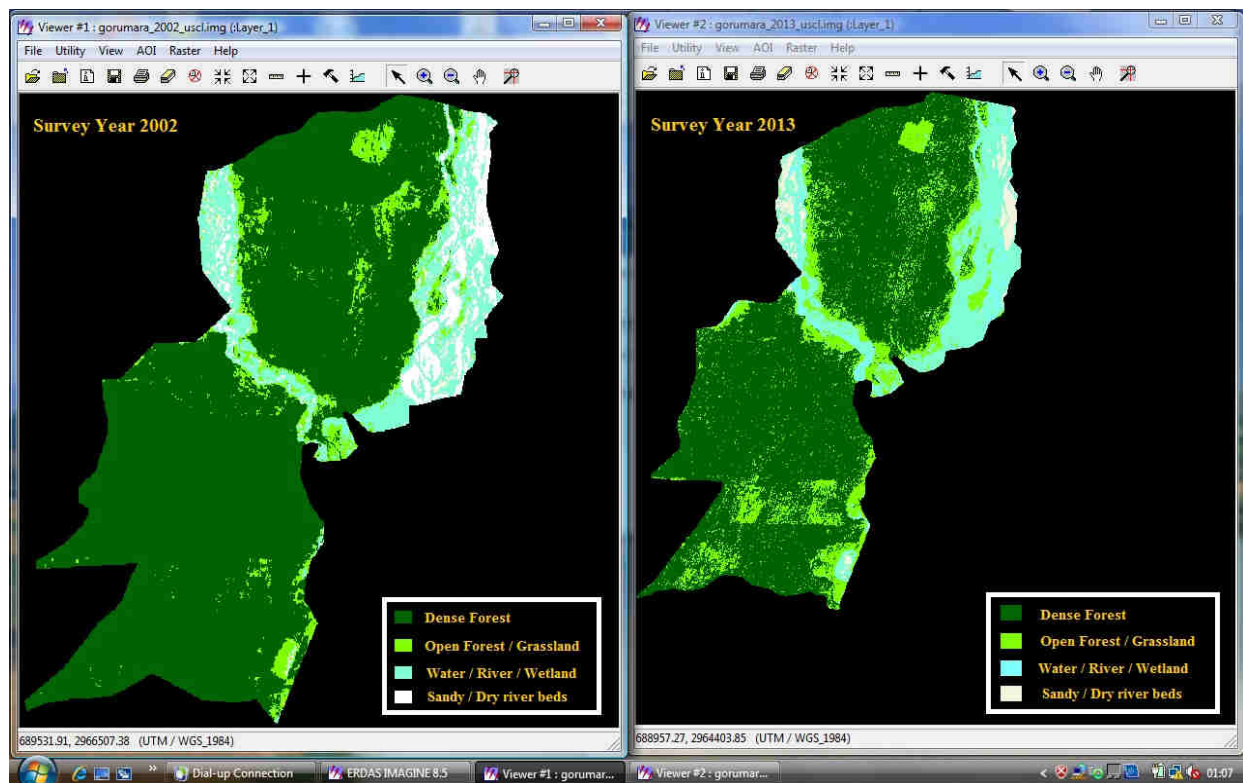 Viewer #1 : gorumara_2002_uscl.img (:Layer_1)
File Utility View AOI Raster Help
Survey Year 2002
Dense Forest
Open Forest / Grassland
Water / River / Wetland
Sandy / Dry river beds
689531.91, 2966507.38 (UTM / WGS_1984)
Viewer #2 : gorumara_2013_uscl.img (:Layer_1)
File Utility View AOI Raster Help
Survey Year 2013
Dense Forest
Open Forest / Grassland
Water / River / Wetland
Sandy / Dry river beds
688957.27, 2964403.85 (UTM / WGS_1984)
Dial-up Connection
ERDAS IMAGINE 8.5
Viewer #1 : gorumar...
Viewer #2 : gorumar...
01:07